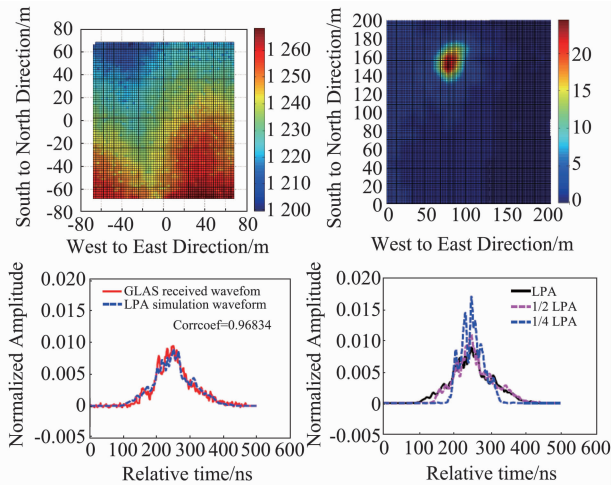 80
60
40
20
0
-20
-40
-60
-80
-80 -40 0 40 80
South to North Direction/m
West to East Direction/m
1 260
1 250
1 240
1 230
1 220
1 210
1 200
200
180
160
140
120
100
80
60
40
20
0
0 50 100 150 200
South to North Direction/m
West to East Direction/m
20
15
10
5
0
0.020
0.015
0.010
0.005
0
-0.005
0 100 200 300 400 500 600
Normalized Amplitude
Relative time/ns
GLAS received wavefom
LPA simulation waveform
Corrcoef=0.96834
0.020
0.015
0.010
0.005
0
-0.005
0 100 200 300 400 500 600
Normalized Amplitude
Relative time/ns
LPA
1/2 LPA
1/4 LPA